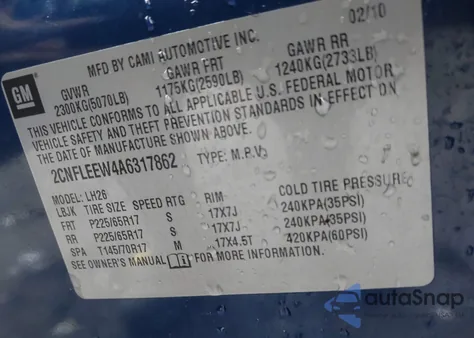 02/10
GM
MFD BY CAMI AUTOMOTIVE INC.
GVWR GAWR FRT GAWR RR
2300KG(5070LB) 1175KG(2590LB) 1240KG(2733LB)
THIS VEHICLE CONFORMS TO ALL APPLICABLE U.S. FEDERAL MOTOR
VEHICLE SAFETY AND THEFT PREVENTION STANDARDS IN EFFECT ON
THE DATE OF MANUFACTURE SHOWN ABOVE.
2CNFLEEW4A6317862 TYPE: M.P.V.
MODEL: LH26
LBJK TIRE SIZE SPEED RTG RIM COLD TIRE PRESSURE
FRT P225/65R17 S 17X7J 240KPA(35PSI)
RR P225/65R17 S 17X7J 240KPA(35PSI)
SPA T145/70R17 M 17X4.5T 420KPA(60PSI)
SEE OWNER'S MANUAL FOR MORE INFORMATION.
autaSnap